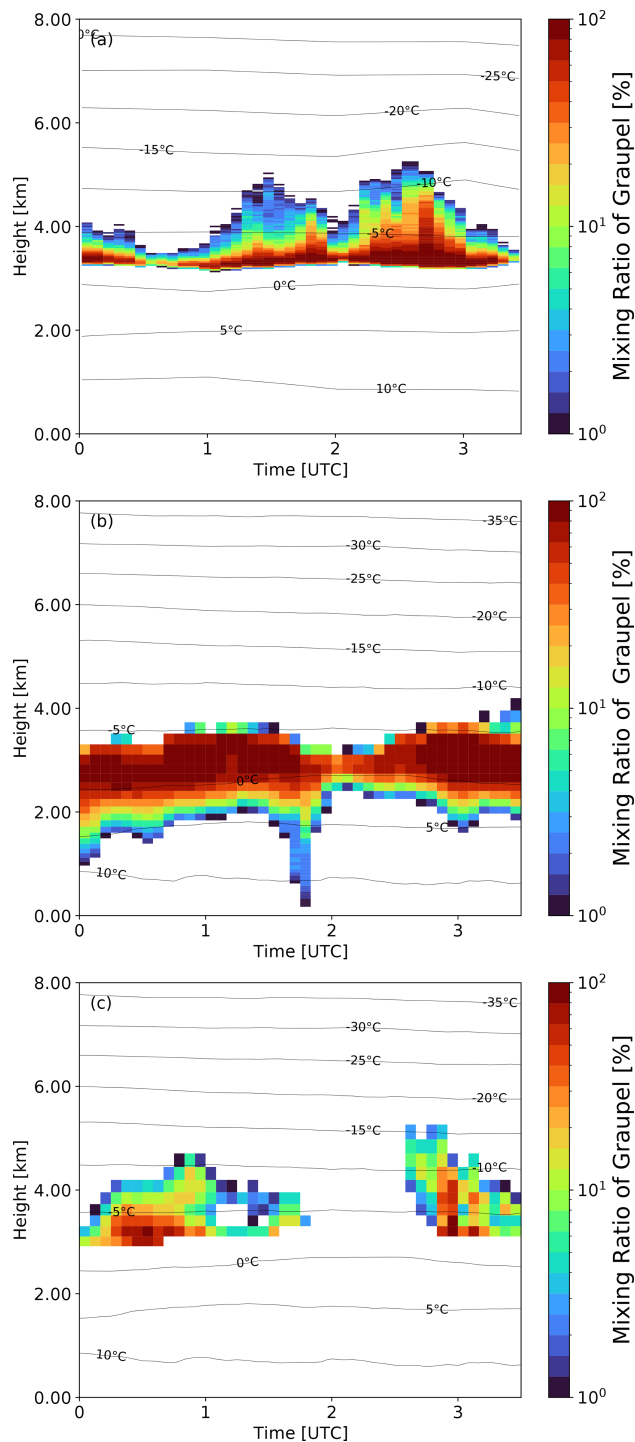 8.00
6.00
4.00
2.00
0.00
Height [km]
(a)
0°C
-25°C
-20°C
-15°C
-10°C
-5°C
0°C
5°C
10°C
0
1
2
3
Time [UTC]
10²
10¹
10⁰
Mixing Ratio of Graupel [%]
8.00
6.00
4.00
2.00
0.00
Height [km]
(b)
-35°C
-30°C
-25°C
-20°C
-15°C
-10°C
-5°C
0°C
5°C
10°C
0
1
2
3
Time [UTC]
10²
10¹
10⁰
Mixing Ratio of Graupel [%]
8.00
6.00
4.00
2.00
0.00
Height [km]
(c)
-35°C
-30°C
-25°C
-20°C
-15°C
-10°C
-5°C
0°C
5°C
10°C
0
1
2
3
Time [UTC]
10²
10¹
10⁰
Mixing Ratio of Graupel [%]